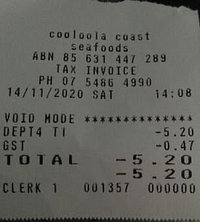 cooloola coast
seafoods
ABN 85 631 447 289
TAX INVOICE
PH 07 5486 4990
14/11/2020 SAT 14:08
VOID MODE **************
DEPT4 T1 -5.20
GST -0.47
TOTAL -5.20
-5.20
CLERK 1 001357 000000